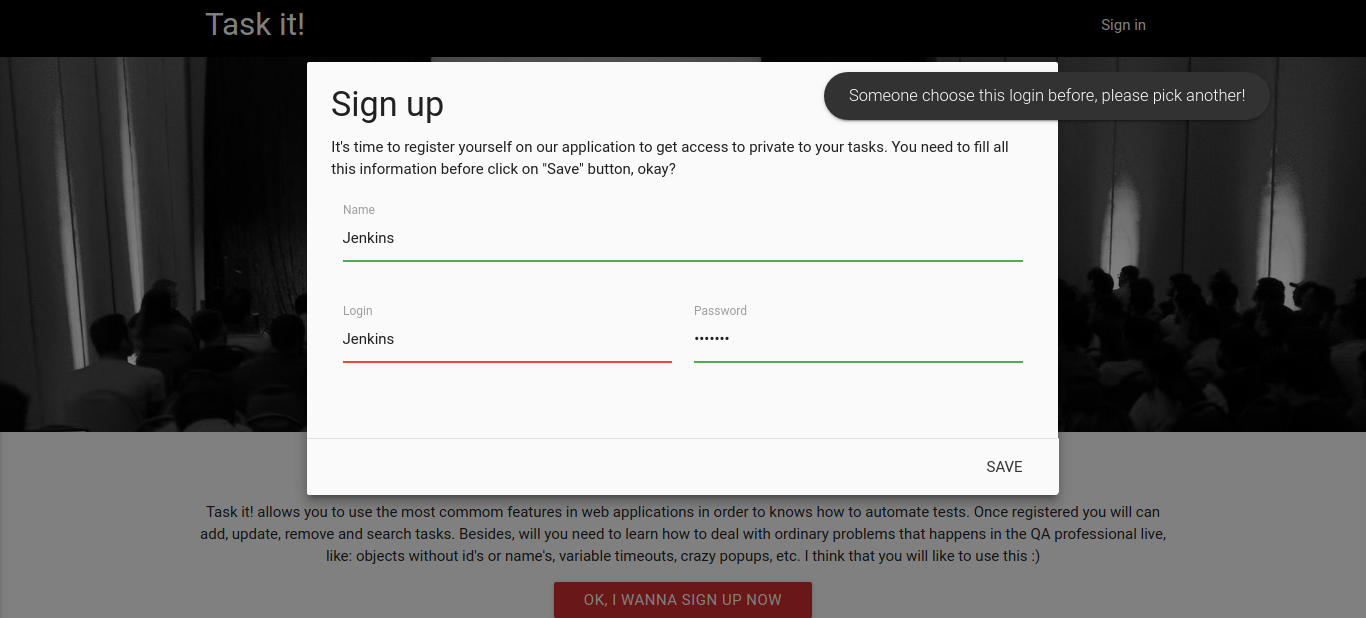 Task it!
Sign in
Someone choose this login before, please pick another!
Sign up
It's time to register yourself on our application to get access to private to your tasks. You need to fill all
this information before click on "Save" button, okay?
Name
Jenkins
Login
Password
Jenkins
•••••••
SAVE
Task it! allows you to use the most commom features in web applications in order to knows how to automate tests. Once registered you will can
add, update, remove and search tasks. Besides, will you need to learn how to deal with ordinary problems that happens in the QA professional live,
like: objects without id's or name's, variable timeouts, crazy popups, etc. I think that you will like to use this :)
OK, I WANNA SIGN UP NOW